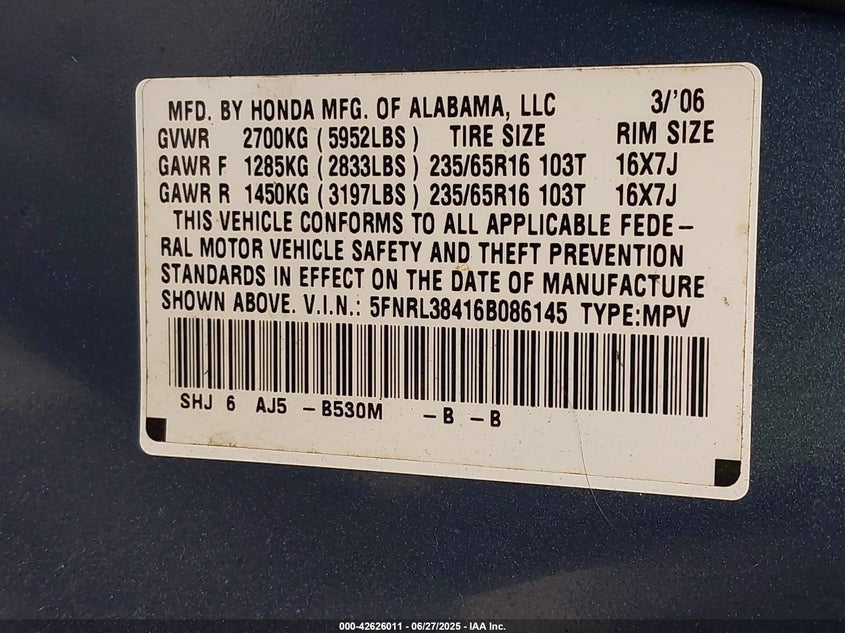 MFD. BY HONDA MFG. OF ALABAMA, LLC 3/'06
GVWR 2700KG (5952LBS) TIRE SIZE RIM SIZE
GAWR F 1285KG (2833LBS) 235/65R16 103T 16X7J
GAWR R 1450KG (3197LBS) 235/65R16 103T 16X7J
THIS VEHICLE CONFORMS TO ALL APPLICABLE FEDE-
RAL MOTOR VEHICLE SAFETY AND THEFT PREVENTION
STANDARDS IN EFFECT ON THE DATE OF MANUFACTURE
SHOWN ABOVE. V.I.N.: 5FNRL38416B086145 TYPE:MPV
SHJ 6 AJ5 -B530M -B -B
000-42626011 - 06/27/2025 - IAA Inc.